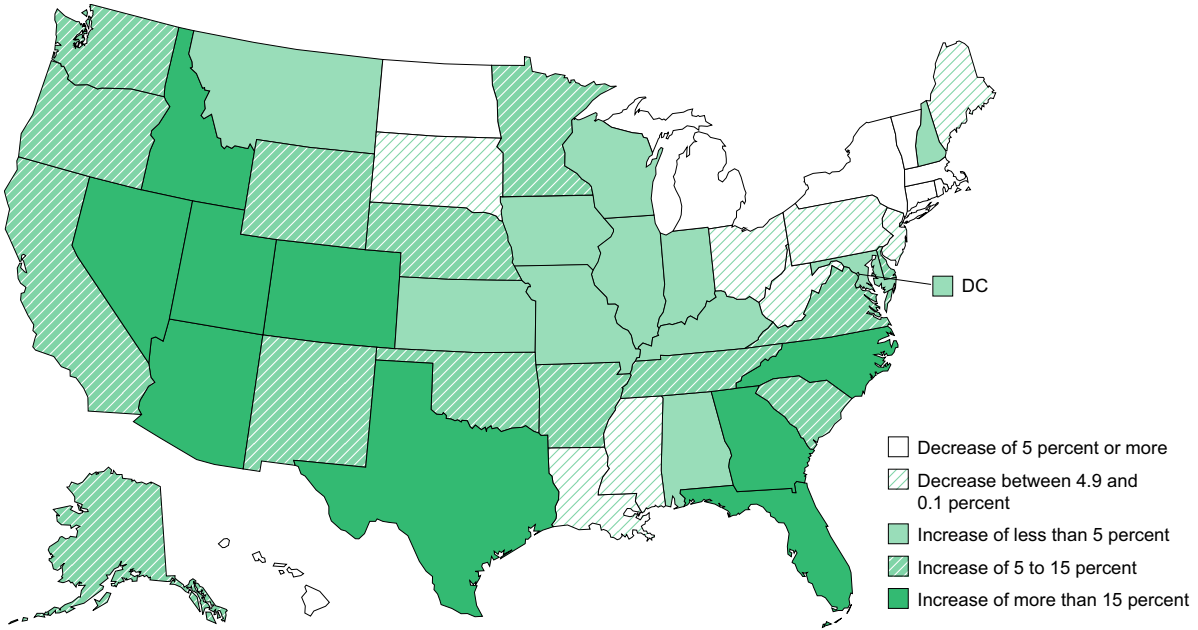 DC
Decrease of 5 percent or more
Decrease between 4.9 and
0.1 percent
Increase of less than 5 percent
Increase of 5 to 15 percent
Increase of more than 15 percent